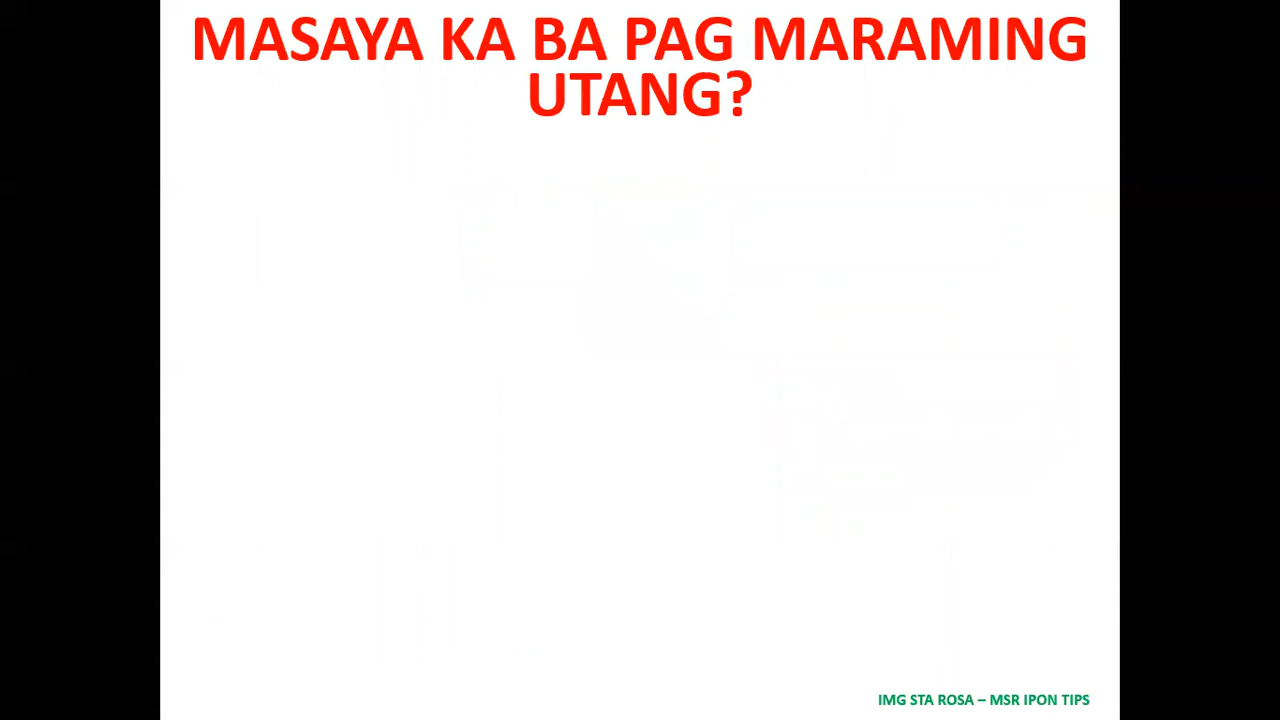 MASAYA KA BA PAG MARAMING
UTANG?
IMG STA ROSA – MSR IPON TIPS